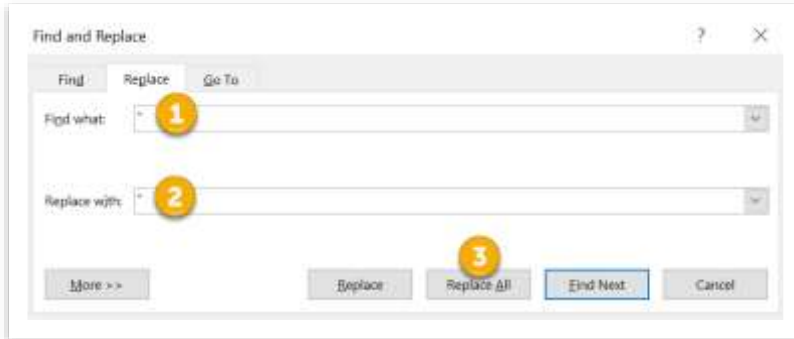 Find and Replace ? ×
Find Replace Go To
Find what: " 1
Replace with: " 2
3
More >> Replace Replace All Find Next Cancel